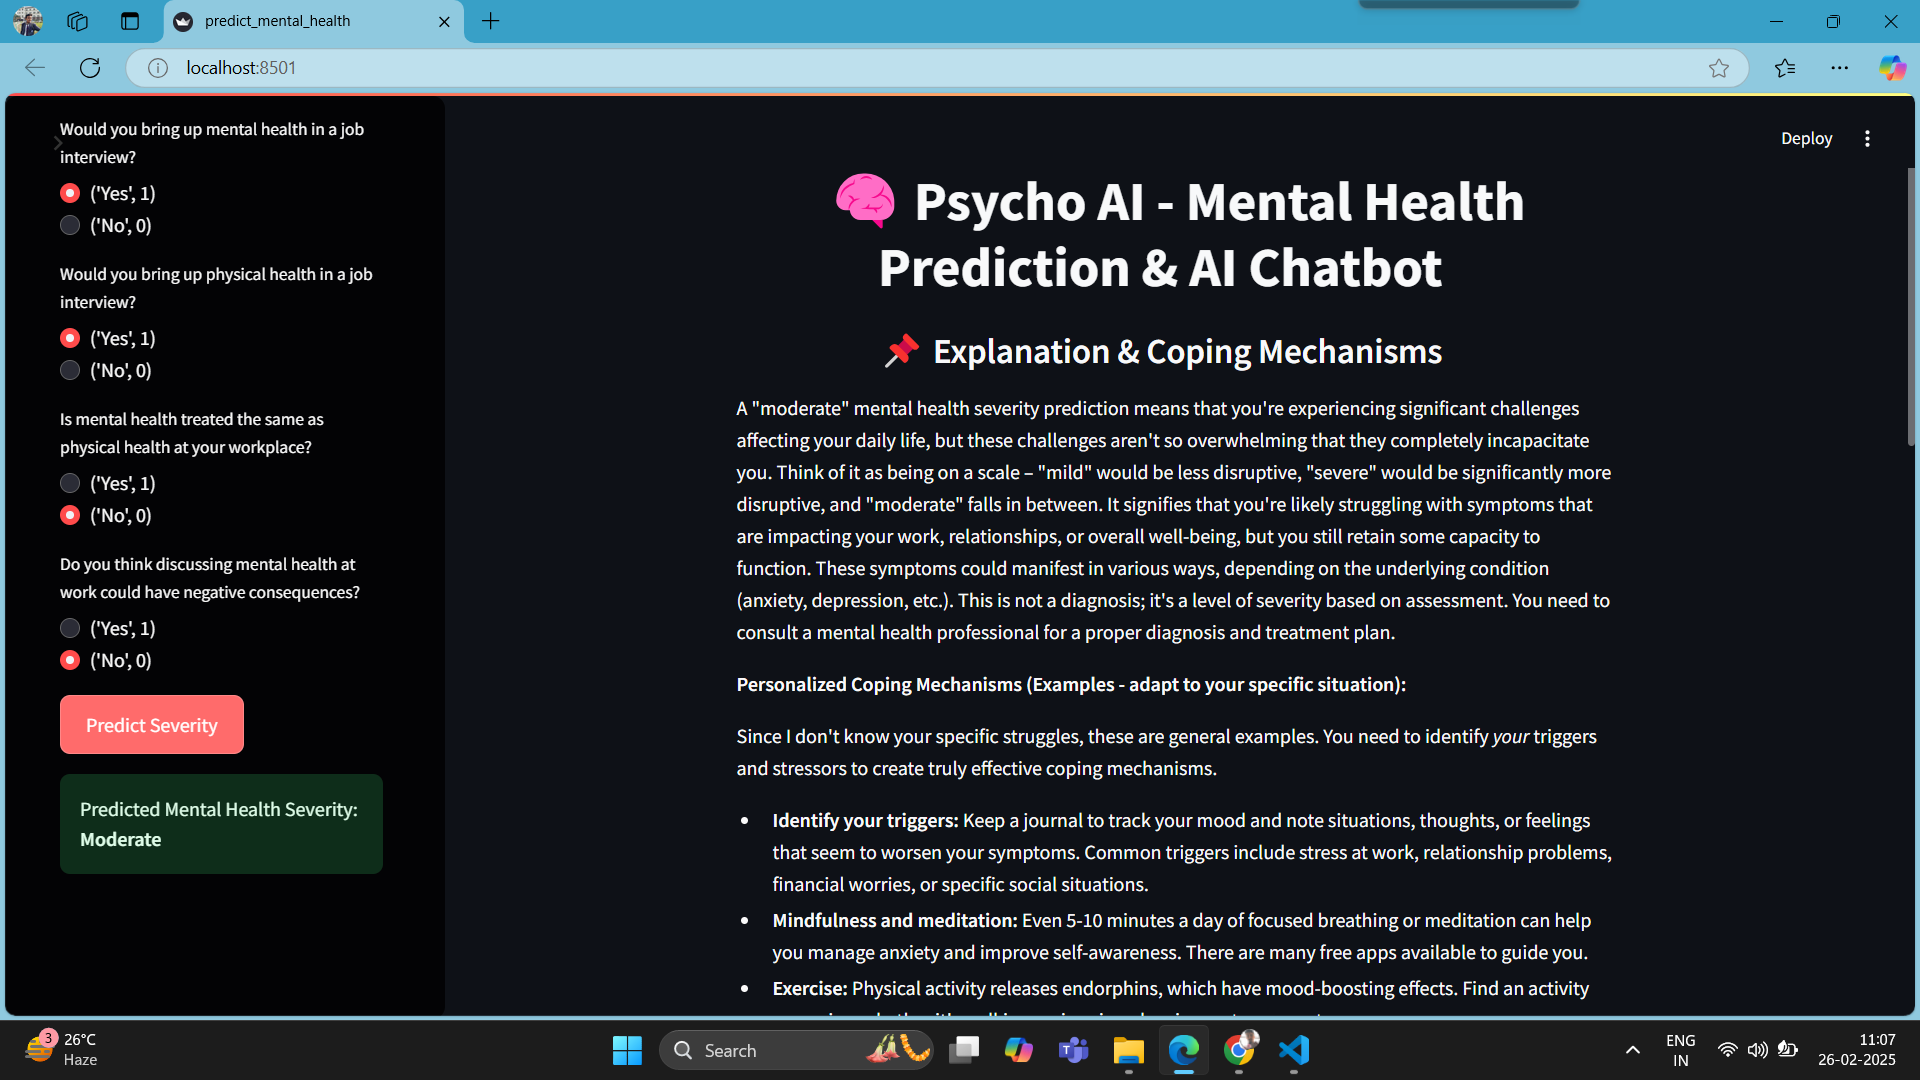 predict_mental_health
localhost:8501
Would you bring up mental health in a job
interview?
('Yes', 1)
('No', 0)
Would you bring up physical health in a job
interview?
('Yes', 1)
('No', 0)
Is mental health treated the same as
physical health at your workplace?
('Yes', 1)
('No', 0)
Do you think discussing mental health at
work could have negative consequences?
('Yes', 1)
('No', 0)
Predict Severity
Predicted Mental Health Severity:
Moderate
Deploy
Psycho AI - Mental Health
Prediction & AI Chatbot
Explanation & Coping Mechanisms
A "moderate" mental health severity prediction means that you're experiencing significant challenges
affecting your daily life, but these challenges aren't so overwhelming that they completely incapacitate
you. Think of it as being on a scale – "mild" would be less disruptive, "severe" would be significantly more
disruptive, and "moderate" falls in between. It signifies that you're likely struggling with symptoms that
are impacting your work, relationships, or overall well-being, but you still retain some capacity to
function. These symptoms could manifest in various ways, depending on the underlying condition
(anxiety, depression, etc.). This is not a diagnosis; it's a level of severity based on assessment. You need to
consult a mental health professional for a proper diagnosis and treatment plan.
Personalized Coping Mechanisms (Examples - adapt to your specific situation):
Since I don't know your specific struggles, these are general examples. You need to identify your triggers
and stressors to create truly effective coping mechanisms.
Identify your triggers: Keep a journal to track your mood and note situations, thoughts, or feelings
that seem to worsen your symptoms. Common triggers include stress at work, relationship problems,
financial worries, or specific social situations.
Mindfulness and meditation: Even 5-10 minutes a day of focused breathing or meditation can help
you manage anxiety and improve self-awareness. There are many free apps available to guide you.
Exercise: Physical activity releases endorphins, which have mood-boosting effects. Find an activity
3
26°C
Haze
Search
ENG
IN
11:07
26-02-2025